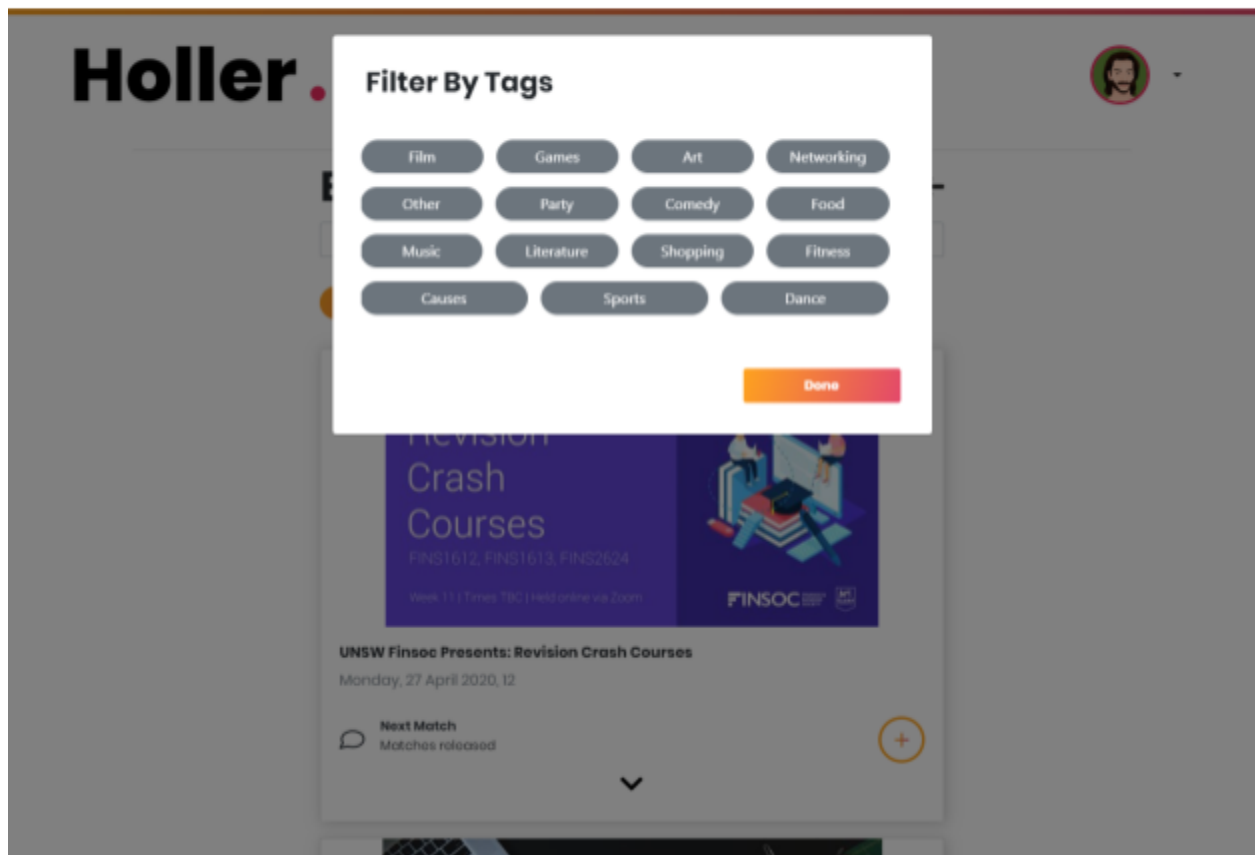 Holler.
Filter By Tags
Film Games Art Networking
Other Party Comedy Food
Music Literature Shopping Fitness
Causes Sports Dance
Done
Revision
Crash
Courses
FINS1612, FINS1613, FINS2624
Week 11 | Times TBC | Held online via Zoom
FINSOC
UNSW Finsoc Presents: Revision Crash Courses
Monday, 27 April 2020, 12
Next Match
Matches released